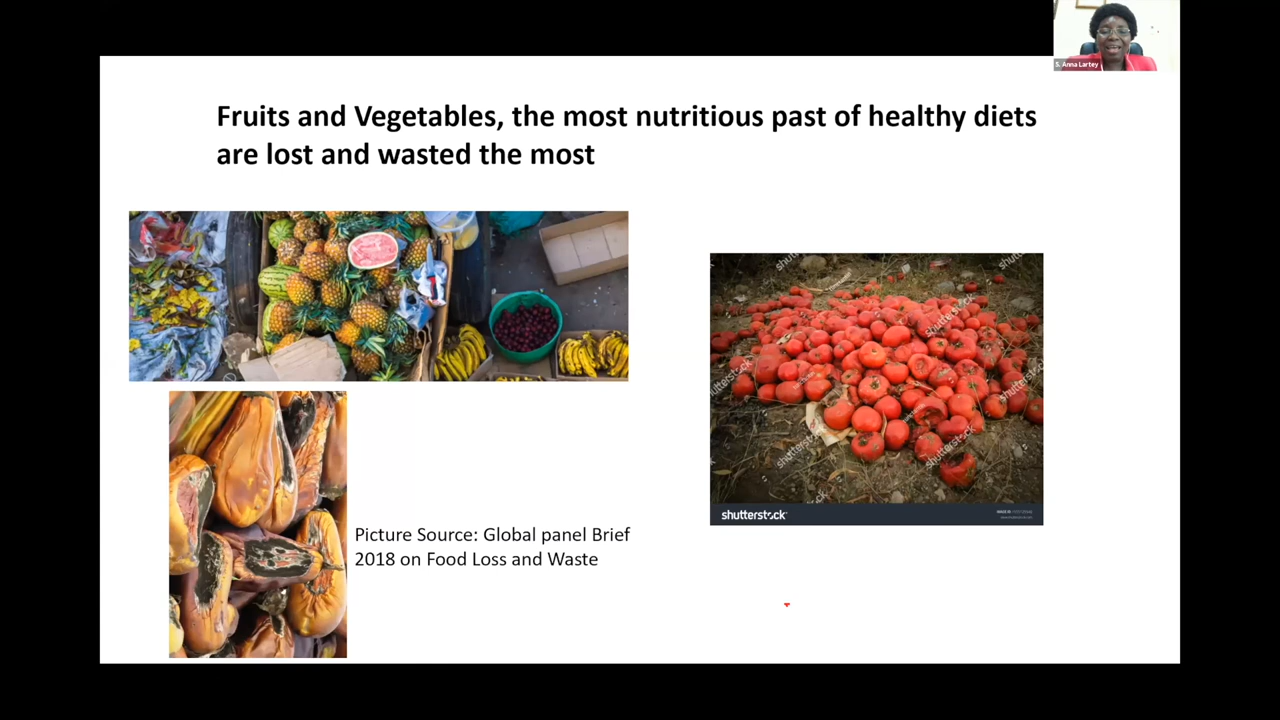 S. Anna Lartey
Fruits and Vegetables, the most nutritious past of healthy diets
are lost and wasted the most
shutterstock
Picture Source: Global panel Brief
2018 on Food Loss and Waste